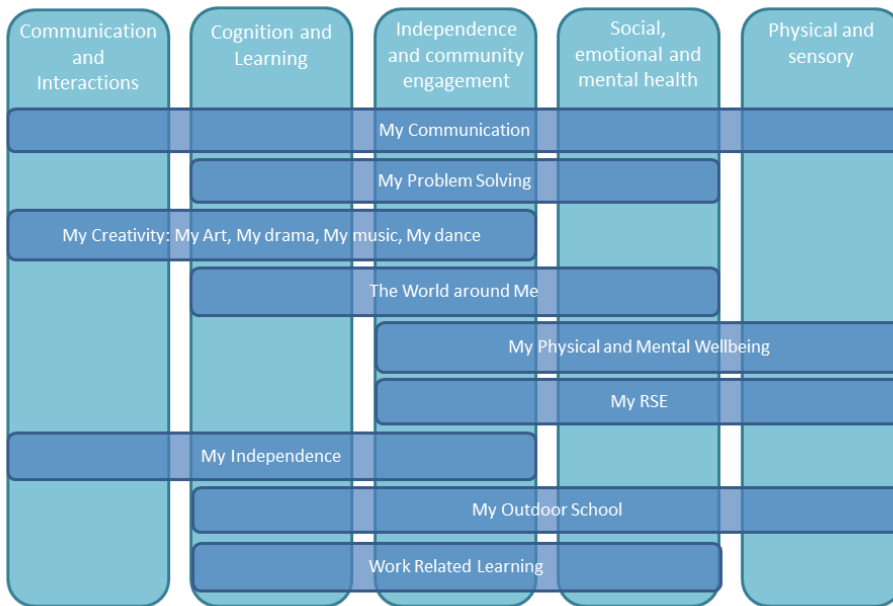 Communication
and
Interactions
Cognition and
Learning
Independence
and community
engagement
Social,
emotional and
mental health
Physical and
sensory
My Communication
My Problem Solving
My Creativity: My Art, My drama, My music, My dance
The World around Me
My Physical and Mental Wellbeing
My RSE
My Independence
My Outdoor School
Work Related Learning